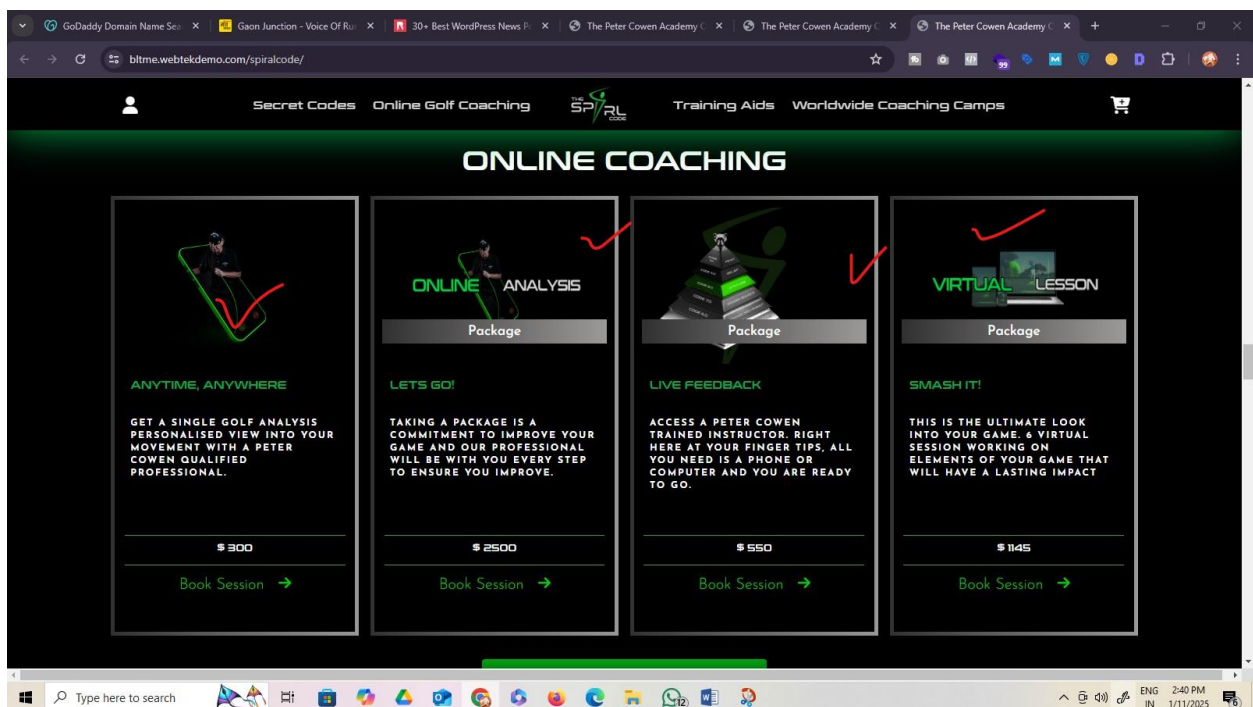 GoDaddy Domain Name Sea
Gaon Junction - Voice Of Rur
30+ Best WordPress News Po
The Peter Cowen Academy C
The Peter Cowen Academy C
The Peter Cowen Academy C
bltme.webtekdemo.com/spiralcode/
99
Secret Codes Online Golf Coaching THE SPIRL CODE Training Aids Worldwide Coaching Camps
ONLINE COACHING
ANYTIME, ANYWHERE
GET A SINGLE GOLF ANALYSIS
PERSONALISED VIEW INTO YOUR
MOVEMENT WITH A PETER
COWEN QUALIFIED
PROFESSIONAL.
$ 300
Book Session →
ONLINE ANALYSIS
Package
LETS GO!
TAKING A PACKAGE IS A
COMMITMENT TO IMPROVE YOUR
GAME AND OUR PROFESSIONAL
WILL BE WITH YOU EVERY STEP
TO ENSURE YOU IMPROVE.
$ 2500
Book Session →
Package
LIVE FEEDBACK
ACCESS A PETER COWEN
TRAINED INSTRUCTOR. RIGHT
HERE AT YOUR FINGER TIPS, ALL
YOU NEED IS A PHONE OR
COMPUTER AND YOU ARE READY
TO GO.
$ 550
Book Session →
VIRTUAL LESSON
Package
SMASH IT!
THIS IS THE ULTIMATE LOOK
INTO YOUR GAME. 6 VIRTUAL
SESSION WORKING ON
ELEMENTS OF YOUR GAME THAT
WILL HAVE A LASTING IMPACT
$ 1145
Book Session →
Type here to search
12
ENG
IN
2:40 PM
1/11/2025
6